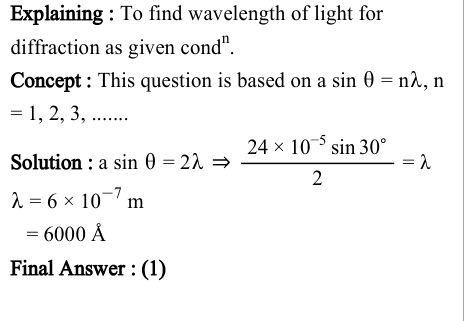 Explaining : To find wavelength of light for
diffraction as given condⁿ.
Concept : This question is based on a sin θ = nλ, n
= 1, 2, 3, .......
Solution : a sin θ = 2λ ⇒ (24 × 10⁻⁵ sin 30°)/2 = λ
λ = 6 × 10⁻⁷ m
= 6000 Å
Final Answer : (1)